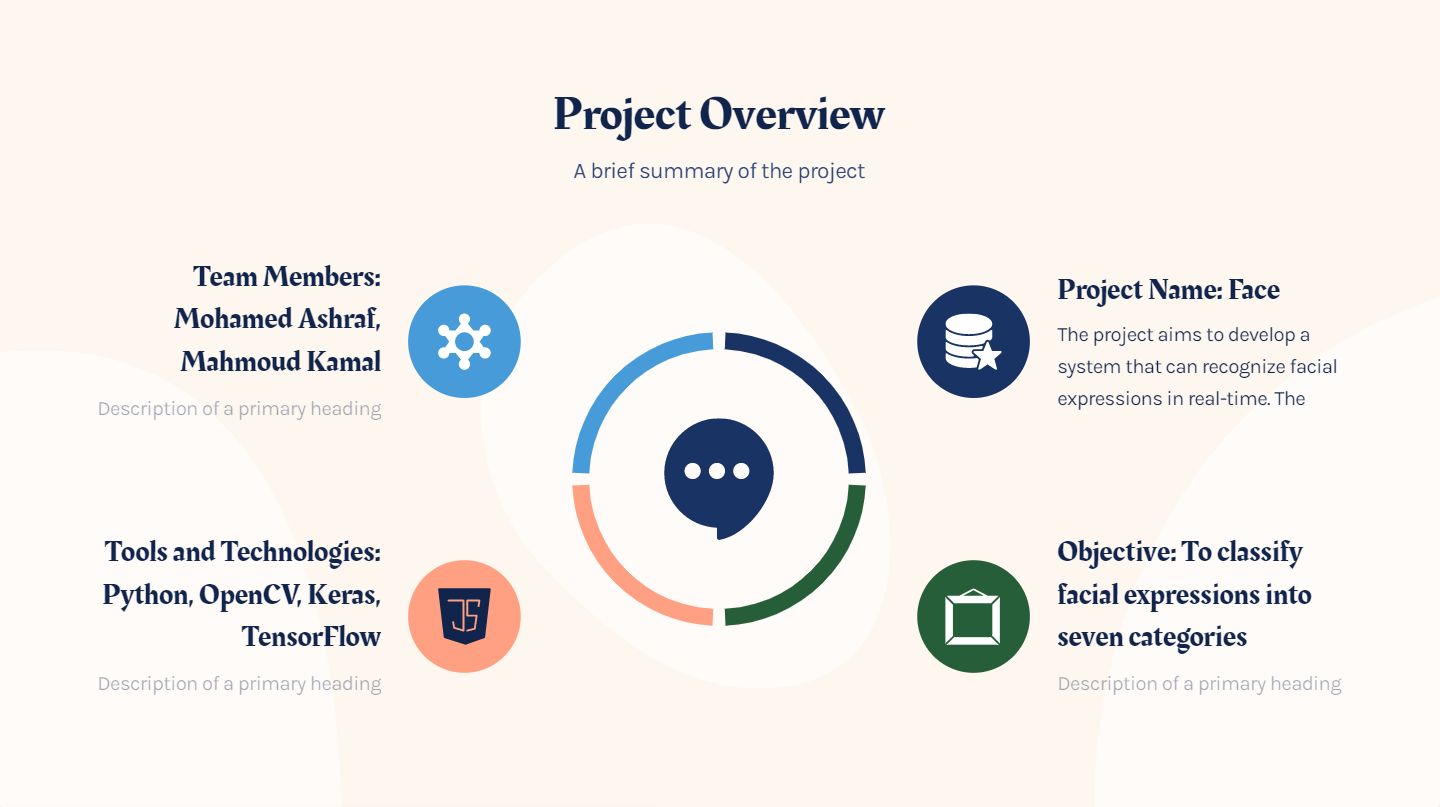 Project Overview
A brief summary of the project
Team Members:
Mohamed Ashraf,
Mahmoud Kamal
Description of a primary heading
Project Name: Face
The project aims to develop a
system that can recognize facial
expressions in real-time. The
Tools and Technologies:
Python, OpenCV, Keras,
TensorFlow
Description of a primary heading
JS
Objective: To classify
facial expressions into
seven categories
Description of a primary heading